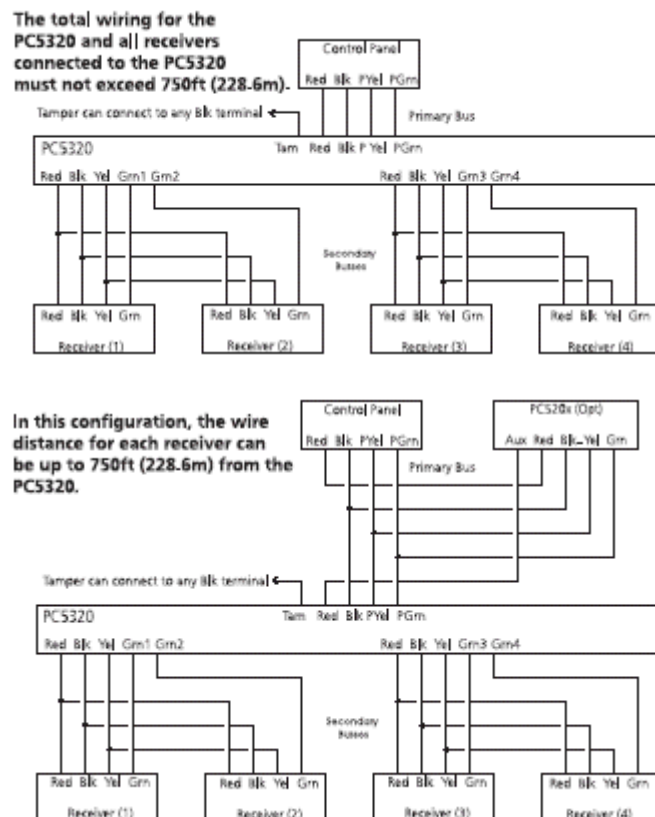 The total wiring for the
PC5320 and all receivers
connected to the PC5320
must not exceed 750ft (228.6m).
Control Panel
Red Blk PYel PGrn
Tamper can connect to any Blk terminal
Primary Bus
PC5320
Tam Red Blk P Yel PGrn
Red Blk Yel Grn1 Grn2
Red Blk Yel Grn3 Grn4
Secondary
Busses
Red Blk Yel Grn
Red Blk Yel Grn
Red Blk Yel Grn
Red Blk Yel Grn
Receiver (1)
Receiver (2)
Receiver (3)
Receiver (4)
In this configuration, the wire
distance for each receiver can
be up to 750ft (228.6m) from the
PC5320.
Control Panel
Red Blk PYel PGrn
PC520x (Opt)
Aux Red Blk Yel Grn
Primary Bus
Tamper can connect to any Blk terminal
PC5320
Tam Red Blk PYel PGrn
Red Blk Yel Grn1 Grn2
Red Blk Yel Grn3 Grn4
Secondary
Busses
Red Blk Yel Grn
Red Blk Yel Grn
Red Blk Yel Grn
Red Blk Yel Grn
Receiver (1)
Receiver (2)
Receiver (3)
Receiver (4)